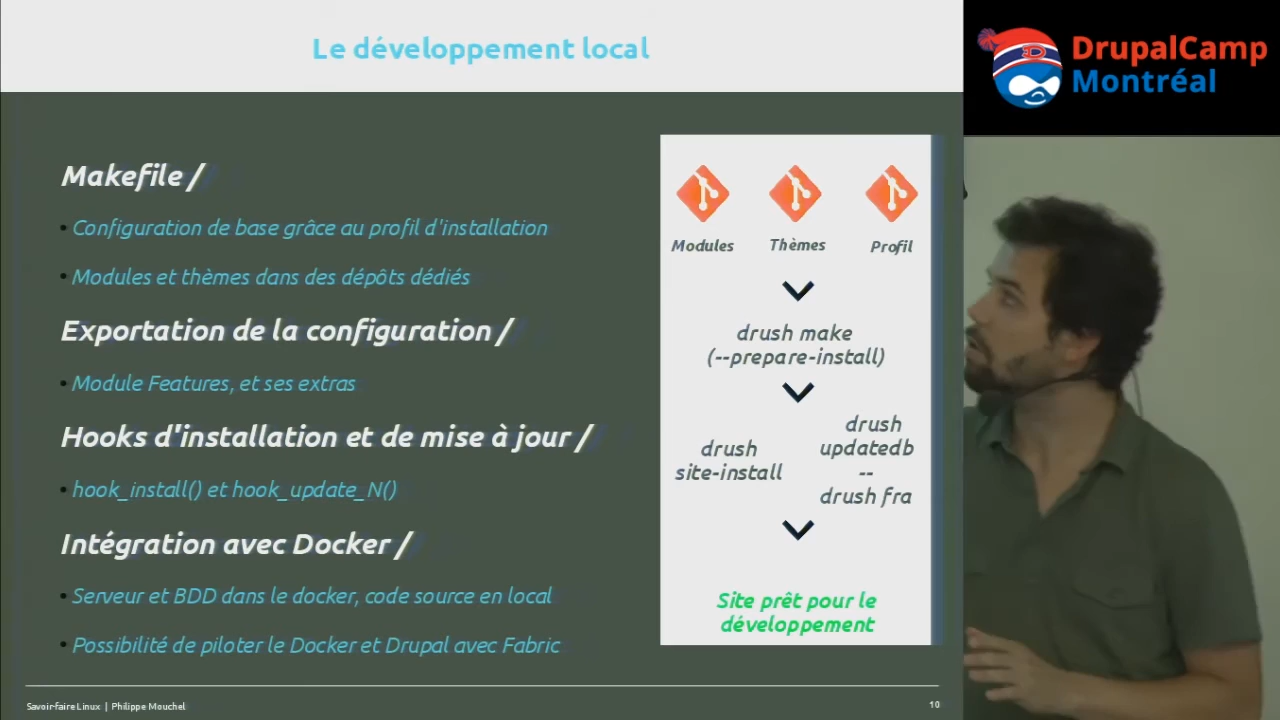 Le développement local
DrupalCamp
Montréal
Makefile /
• Configuration de base grâce au profil d'installation
• Modules et thèmes dans des dépôts dédiés
Exportation de la configuration /
• Module Features, et ses extras
Hooks d'installation et de mise à jour /
• hook_install() et hook_update_N()
Intégration avec Docker /
• Serveur et BDD dans le docker, code source en local
• Possibilité de piloter le Docker et Drupal avec Fabric
Modules Thèmes Profil
drush make
(--prepare-install)
drush
site-install
drush
updatedb
--
drush fra
Site prêt pour le
développement
Savoir-faire Linux | Philippe Mouchel
10